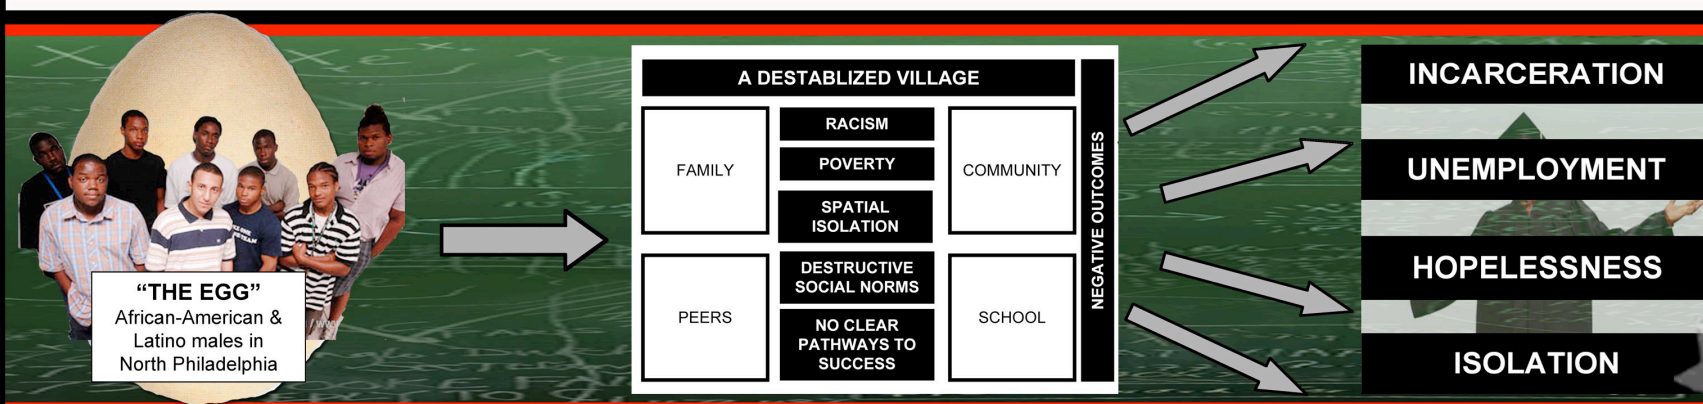 “THE EGG”
African-American &
Latino males in
North Philadelphia
A DESTABLIZED VILLAGE
FAMILY
RACISM
POVERTY
SPATIAL
ISOLATION
COMMUNITY
PEERS
DESTRUCTIVE
SOCIAL NORMS
NO CLEAR
PATHWAYS TO
SUCCESS
SCHOOL
NEGATIVE OUTCOMES
INCARCERATION
UNEMPLOYMENT
HOPELESSNESS
ISOLATION